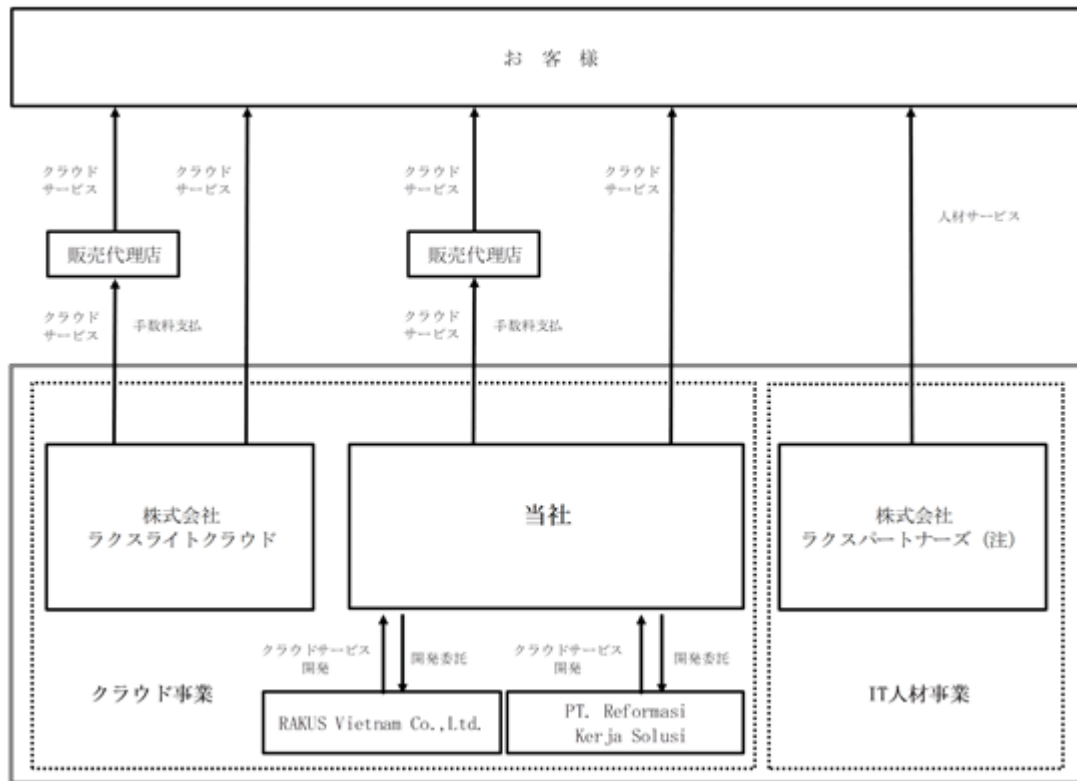 お 客 様
クラウド
サービス
クラウド
サービス
クラウド
サービス
クラウド
サービス
人材サービス
販売代理店
販売代理店
クラウド
サービス
手数料支払
クラウド
サービス
手数料支払
株式会社
ラクスライトクラウド
当社
株式会社
ラクスパートナーズ（注）
クラウドサービス
開発
開発委託
クラウドサービス
開発
開発委託
クラウド事業
RAKUS Vietnam Co.,Ltd.
PT. Reformasi
Kerja Solusi
IT人材事業